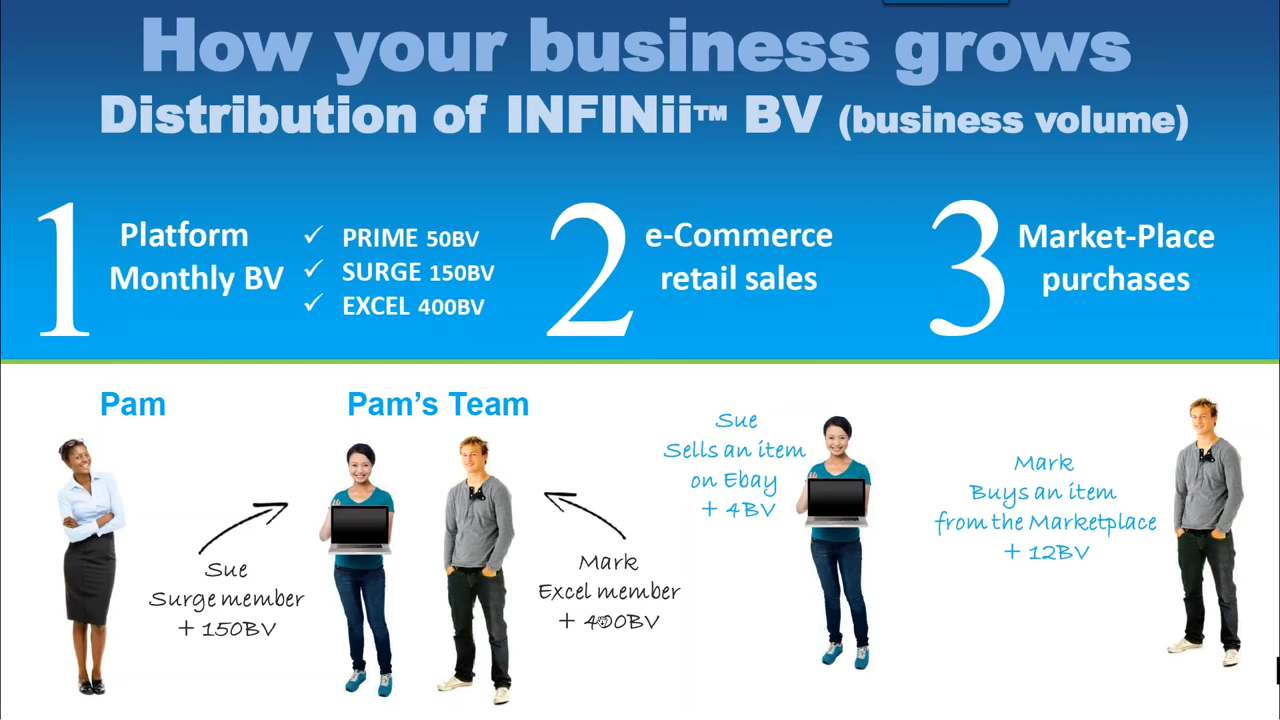 How your business grows
Distribution of INFINii™ BV (business volume)
1
Platform
Monthly BV
✓ PRIME 50BV
✓ SURGE 150BV
✓ EXCEL 400BV
2
e-Commerce
retail sales
3
Market-Place
purchases
Pam
Pam's Team
Sue
Surge member
+ 150BV
Mark
Excel member
+ 400BV
Sue
Sells an item
on Ebay
+ 4BV
Mark
Buys an item
from the Marketplace
+ 12BV